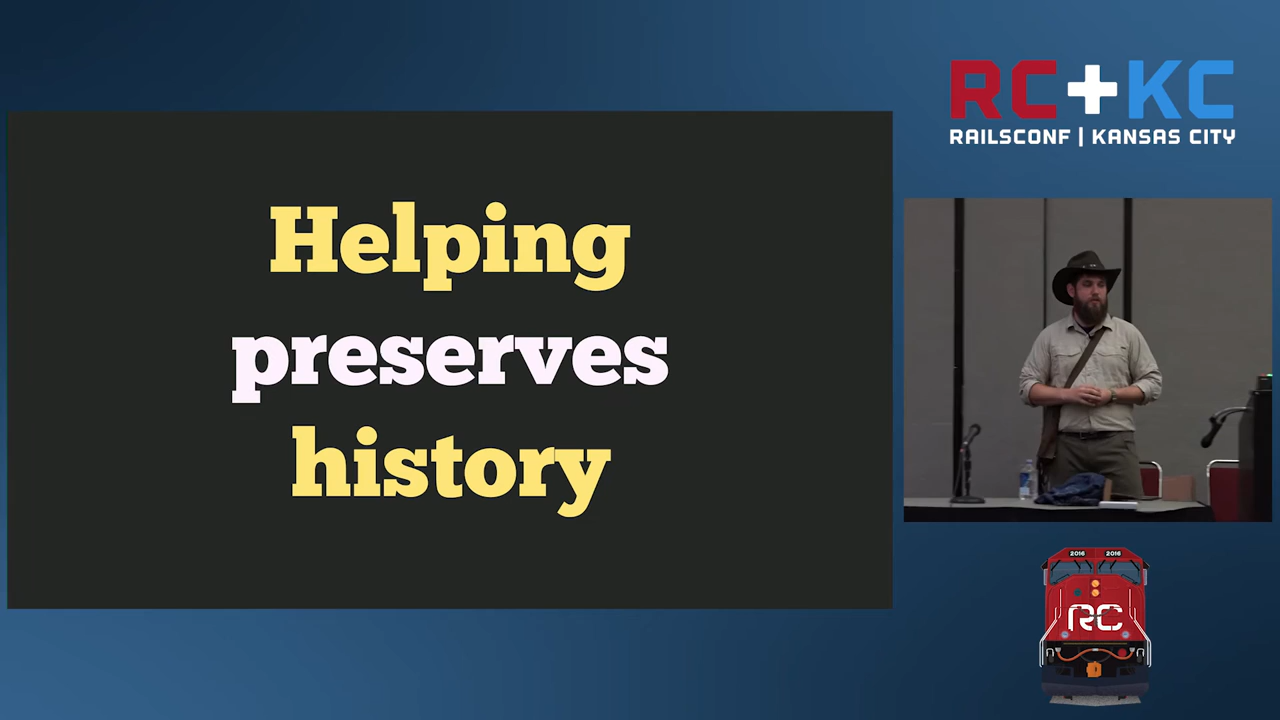 Helping
preserves
history
RC+KC
RAILSCONF | KANSAS CITY
2016 2016
RC